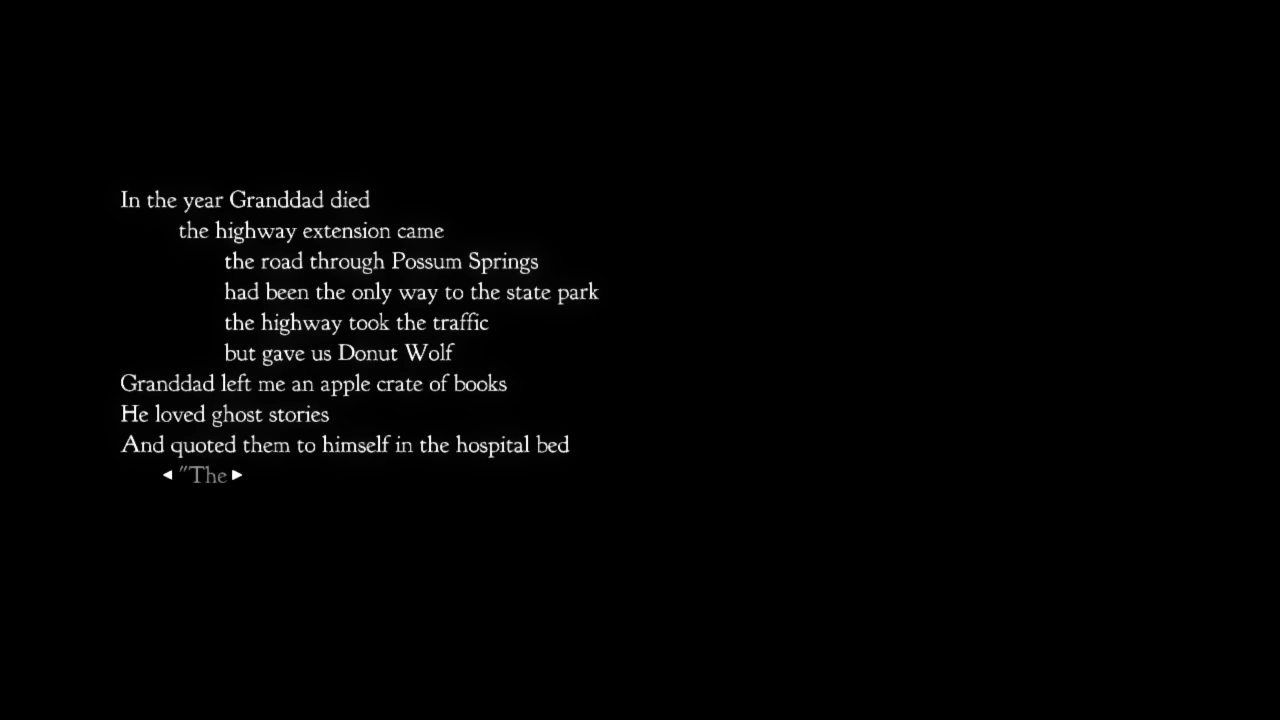 In the year Granddad died
the highway extension came
the road through Possum Springs
had been the only way to the state park
the highway took the traffic
but gave us Donut Wolf
Granddad left me an apple crate of books
He loved ghost stories
And quoted them to himself in the hospital bed
"The